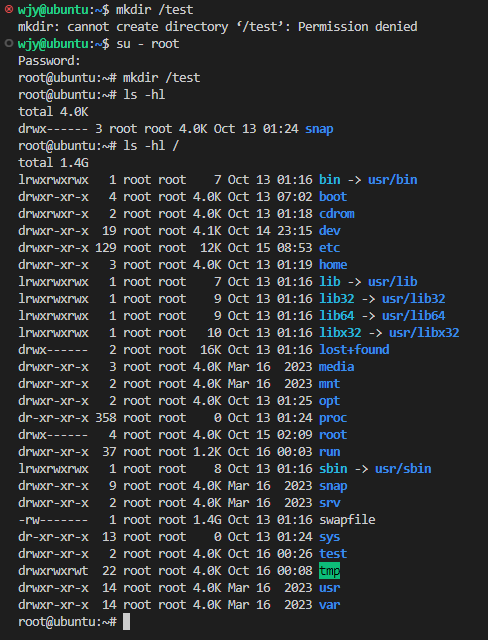 wjy@ubuntu:~$ mkdir /test
mkdir: cannot create directory ‘/test’: Permission denied
wjy@ubuntu:~$ su - root
Password:
root@ubuntu:~# mkdir /test
root@ubuntu:~# ls -hl
total 4.0K
drwx------ 3 root root 4.0K Oct 13 01:24 snap
root@ubuntu:~# ls -hl /
total 1.4G
lrwxrwxrwx   1 root root    7 Oct 13 01:16 bin -> usr/bin
drwxr-xr-x   4 root root 4.0K Oct 13 07:02 boot
drwxrwxr-x   2 root root 4.0K Oct 13 01:18 cdrom
drwxr-xr-x  19 root root 4.1K Oct 14 23:15 dev
drwxr-xr-x 129 root root  12K Oct 15 08:53 etc
drwxr-xr-x   3 root root 4.0K Oct 13 01:19 home
lrwxrwxrwx   1 root root    7 Oct 13 01:16 lib -> usr/lib
lrwxrwxrwx   1 root root    9 Oct 13 01:16 lib32 -> usr/lib32
lrwxrwxrwx   1 root root    9 Oct 13 01:16 lib64 -> usr/lib64
lrwxrwxrwx   1 root root   10 Oct 13 01:16 libx32 -> usr/libx32
drwx------   2 root root  16K Oct 13 01:16 lost+found
drwxr-xr-x   3 root root 4.0K Mar 16  2023 media
drwxr-xr-x   2 root root 4.0K Mar 16  2023 mnt
drwxr-xr-x   2 root root 4.0K Oct 13 01:25 opt
dr-xr-xr-x 358 root root    0 Oct 13 01:24 proc
drwx------   4 root root 4.0K Oct 15 02:09 root
drwxr-xr-x  37 root root 1.2K Oct 16 00:03 run
lrwxrwxrwx   1 root root    8 Oct 13 01:16 sbin -> usr/sbin
drwxr-xr-x   9 root root 4.0K Mar 16  2023 snap
drwxr-xr-x   2 root root 4.0K Mar 16  2023 srv
-rw-------   1 root root 1.4G Oct 13 01:16 swapfile
dr-xr-xr-x  13 root root    0 Oct 13 01:24 sys
drwxr-xr-x   2 root root 4.0K Oct 16 00:26 test
drwxrwxrwt  22 root root 4.0K Oct 16 00:08 tmp
drwxr-xr-x  14 root root 4.0K Mar 16  2023 usr
drwxr-xr-x  14 root root 4.0K Mar 16  2023 var
root@ubuntu:~#